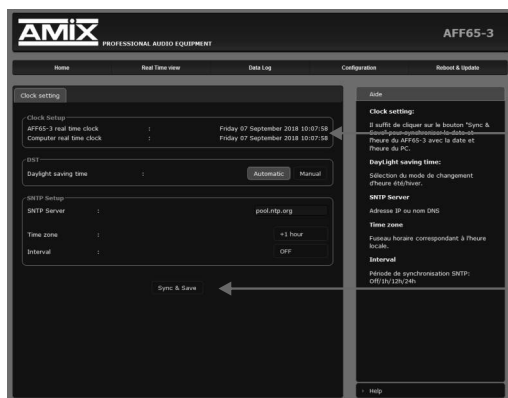 AMIX PROFESSIONAL AUDIO EQUIPMENT
AFF65-3
Home Real Time view Data Log Configuration Reboot & Update
Clock setting
Clock Setup
AFF65-3 real time clock : Friday 07 September 2018 10:07:58
Computer real time clock : Friday 07 September 2018 10:07:58
DST
Daylight saving time : Automatic Manual
SNTP Setup
SNTP Server : pool.ntp.org
Time zone : +1 hour
Interval : OFF
Sync & Save
Aide
Clock setting:
Il suffit de cliquer sur le bouton "Sync &
Save" pour synchroniser la date et
l'heure du AFF65-3 avec la date et
l'heure du PC.
DayLight saving time:
Sélection du mode de changement
d'heure été/hiver.
SNTP Server
Adresse IP ou nom DNS
Time zone
Fuseau horaire correspondant à l'heure
locale.
Interval
Période de synchronisation SNTP:
Off/1h/12h/24h
Help